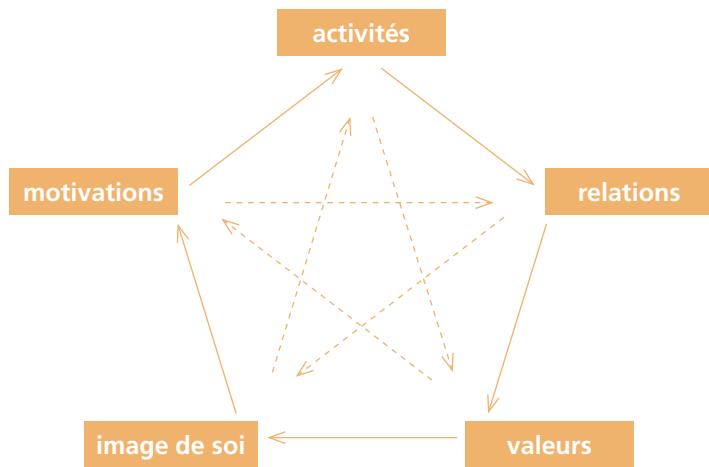 activités
motivations
relations
image de soi
valeurs